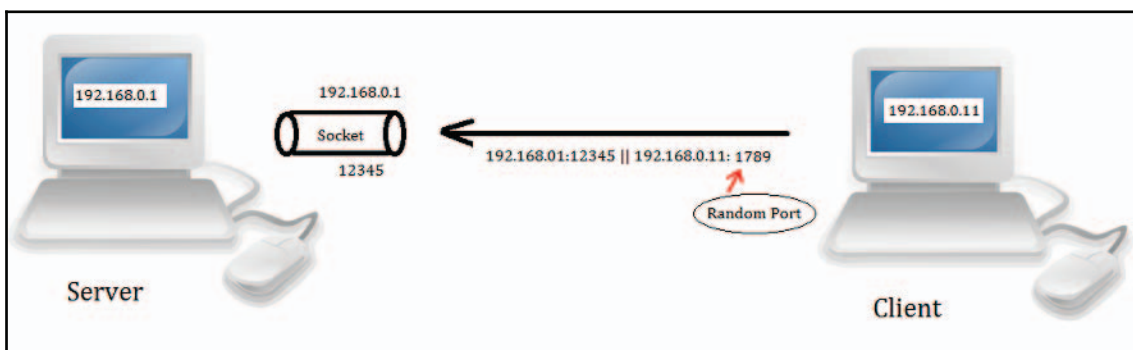 192.168.0.1
192.168.0.1
Socket
12345
192.168.01:12345 || 192.168.0.11: 1789
Random Port
192.168.0.11
Server
Client